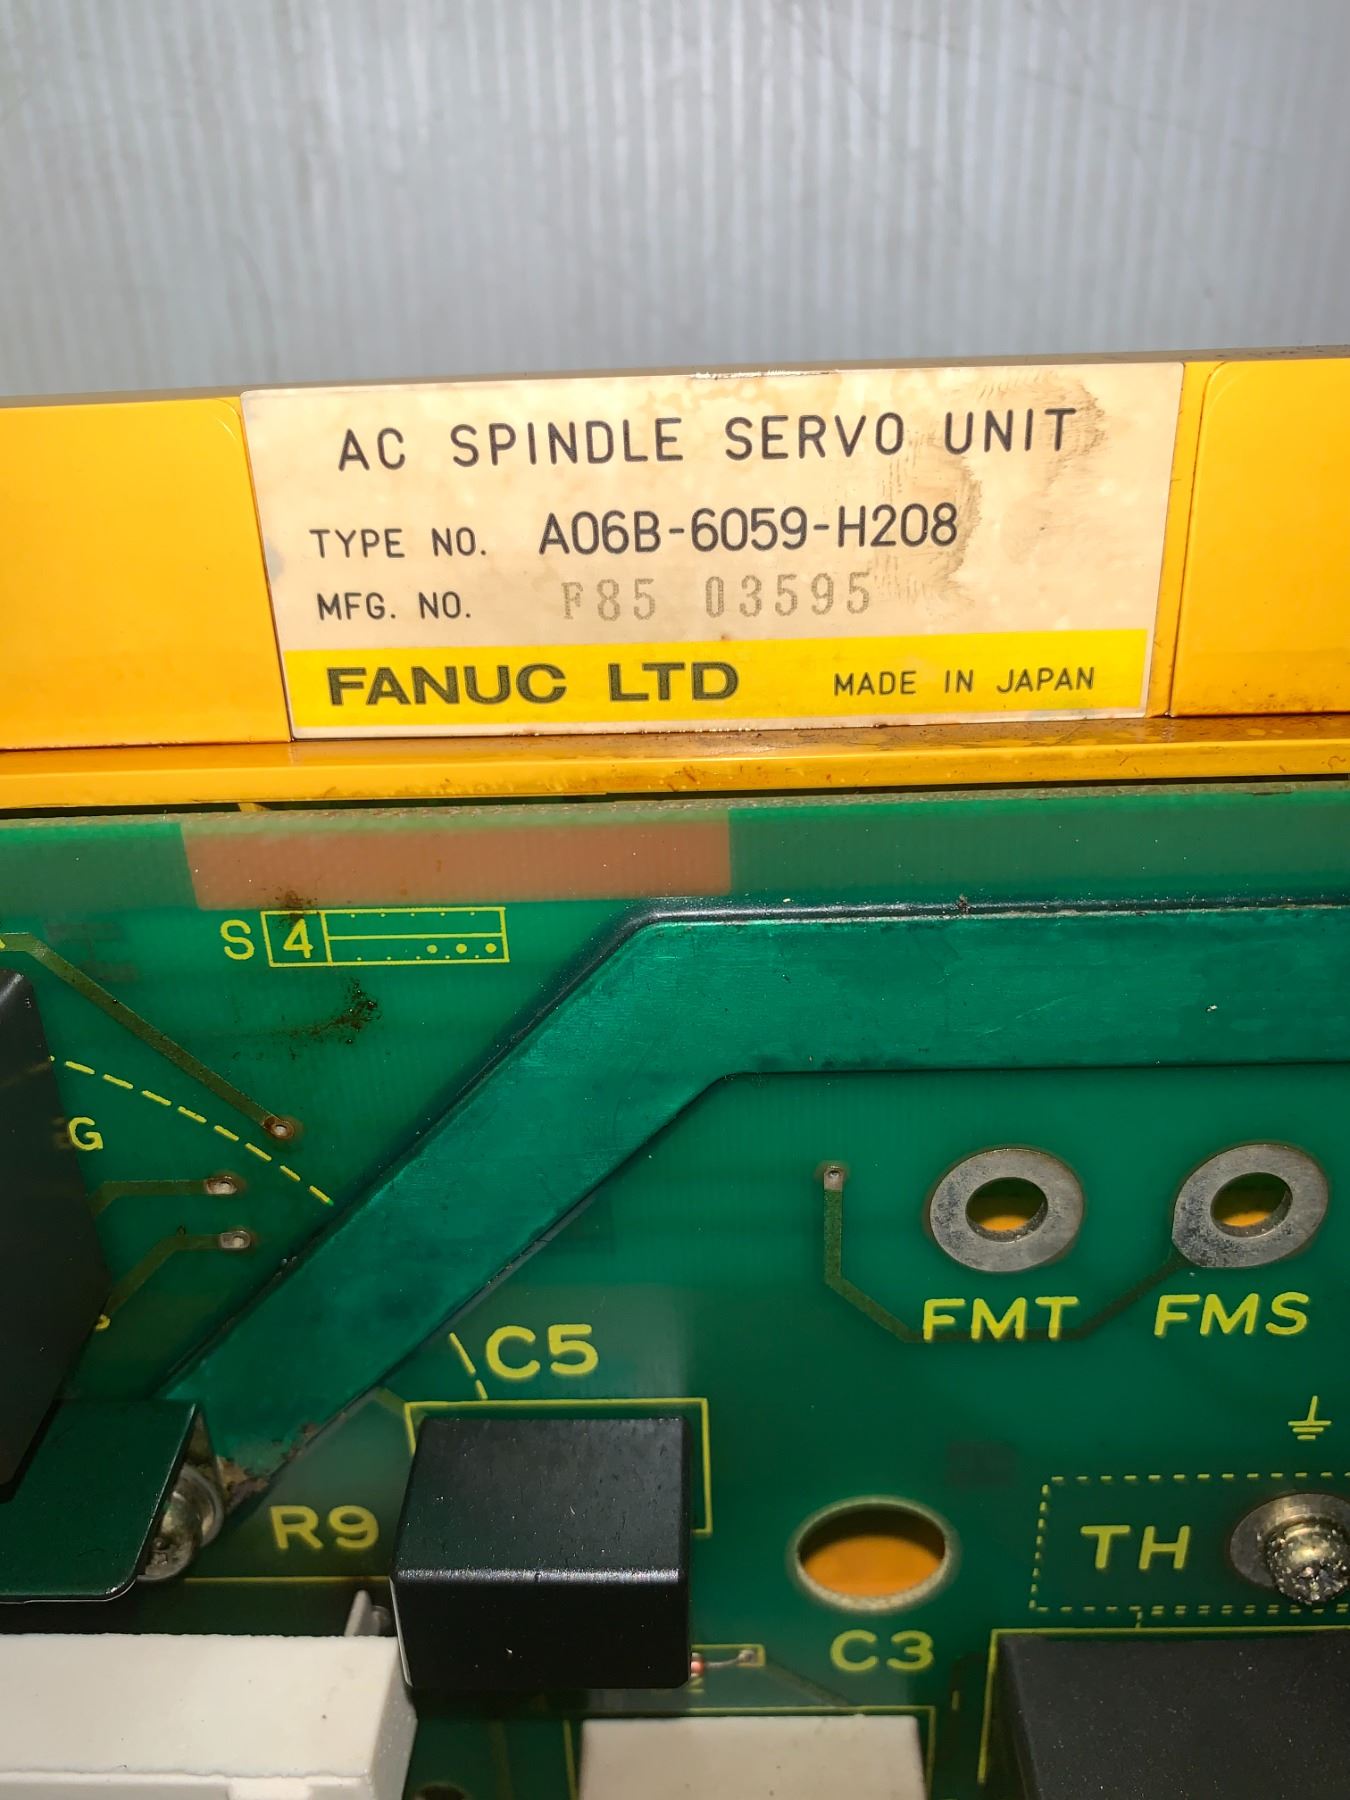 AC SPINDLE SERVO UNIT
TYPE NO. A06B-6059-H208
MFG. NO. F85 03595
FANUC LTD MADE IN JAPAN
S 4
G
FMT FMS
C5
R9
TH
C3